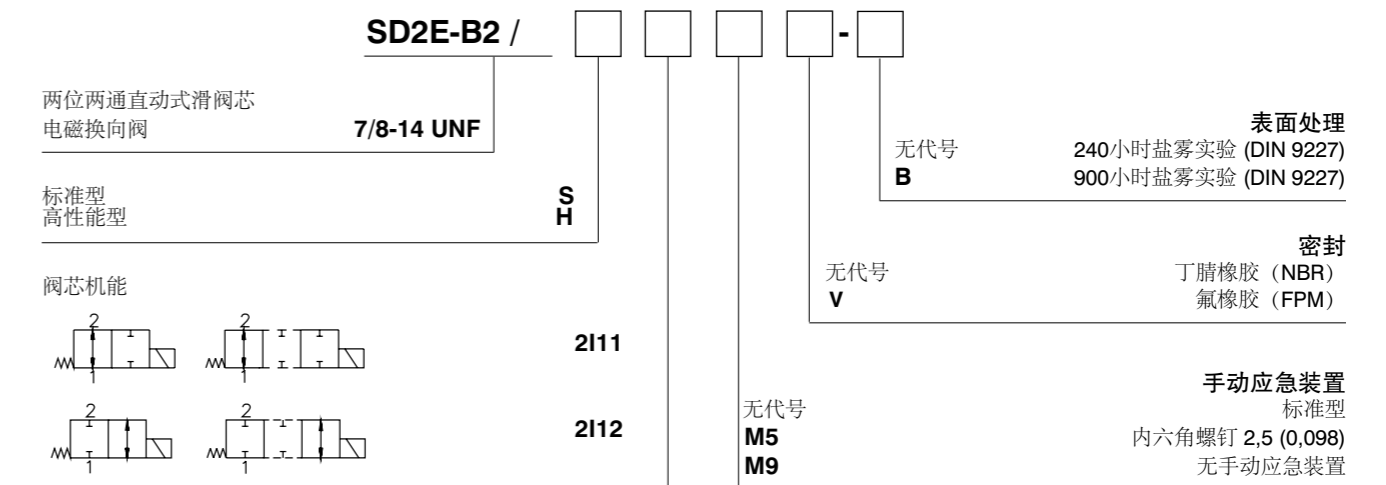 SD2E-B2 / -
两位两通直动式滑阀芯
电磁换向阀 7/8-14 UNF
标准型 S
高性能型 H
阀芯机能
2 2
1 1
2I11
2 2
1 1
2I12
表面处理
无代号 240小时盐雾实验 (DIN 9227)
B 900小时盐雾实验 (DIN 9227)
密封
无代号 丁腈橡胶（NBR）
V 氟橡胶（FPM）
手动应急装置
无代号 标准型
M5 内六角螺钉 2,5 (0,098)
M9 无手动应急装置